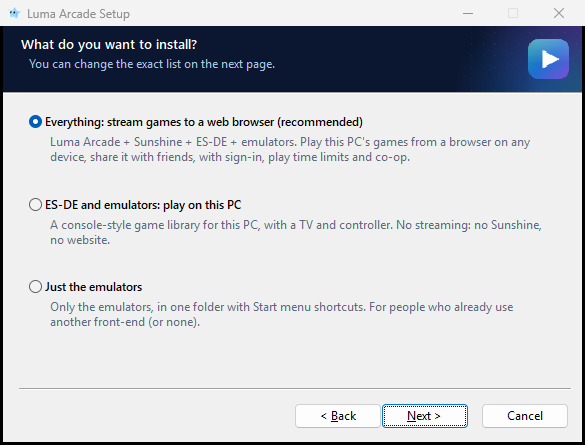 Luma Arcade Setup
What do you want to install?
You can change the exact list on the next page.
Everything: stream games to a web browser (recommended)
Luma Arcade + Sunshine + ES-DE + emulators. Play this PC's games from a browser on any
device, share it with friends, with sign-in, play time limits and co-op.
ES-DE and emulators: play on this PC
A console-style game library for this PC, with a TV and controller. No streaming: no Sunshine,
no website.
Just the emulators
Only the emulators, in one folder with Start menu shortcuts. For people who already use
another front-end (or none).
< Back
Next >
Cancel